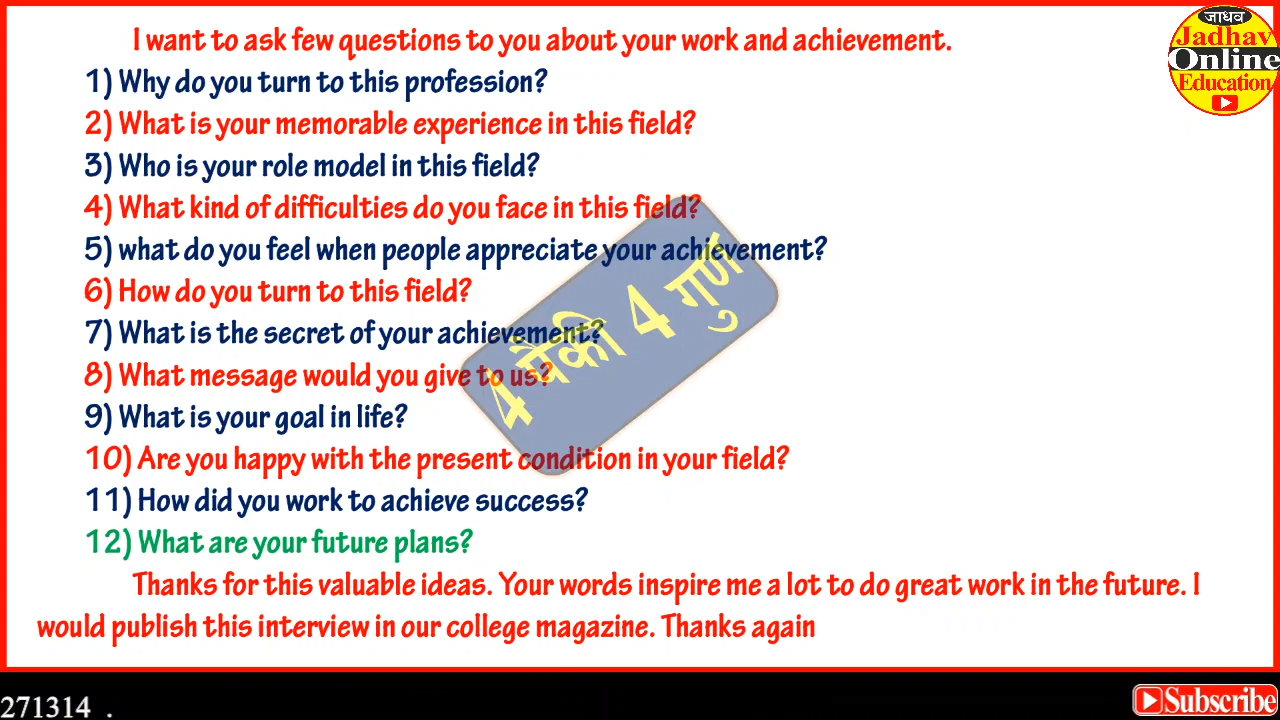 I want to ask few questions to you about your work and achievement.
1) Why do you turn to this profession?
2) What is your memorable experience in this field?
3) Who is your role model in this field?
4) What kind of difficulties do you face in this field?
5) what do you feel when people appreciate your achievement?
6) How do you turn to this field?
7) What is the secret of your achievement?
8) What message would you give to us?
9) What is your goal in life?
10) Are you happy with the present condition in your field?
11) How did you work to achieve success?
12) What are your future plans?
Thanks for this valuable ideas. Your words inspire me a lot to do great work in the future. I
would publish this interview in our college magazine. Thanks again
4 पैकी 4 गुण
जाधव
Jadhav
Online
Education
271314 .
Subscribe